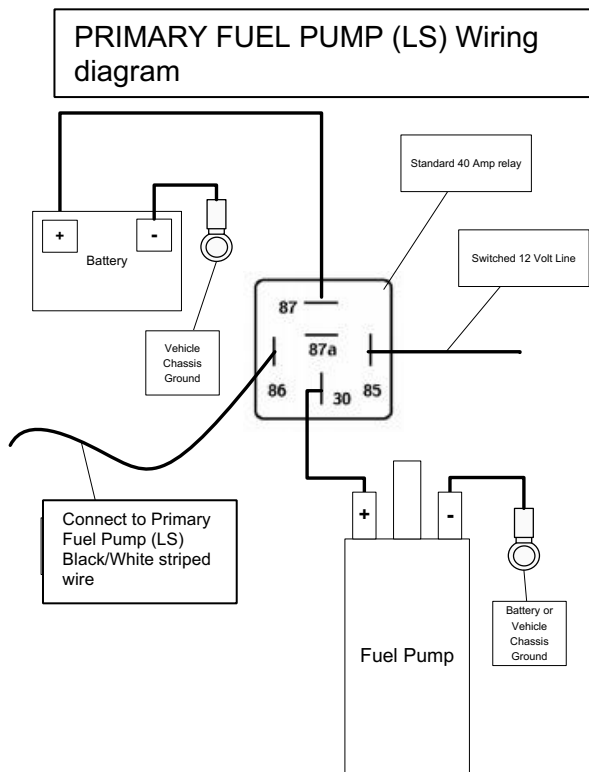 PRIMARY FUEL PUMP (LS) Wiring
diagram
Standard 40 Amp relay
+
-
Battery
Switched 12 Volt Line
87
Vehicle
Chassis
Ground
87a
86
30
85
Connect to Primary
Fuel Pump (LS)
Black/White striped
wire
+
-
Battery or
Vehicle
Chassis
Ground
Fuel Pump